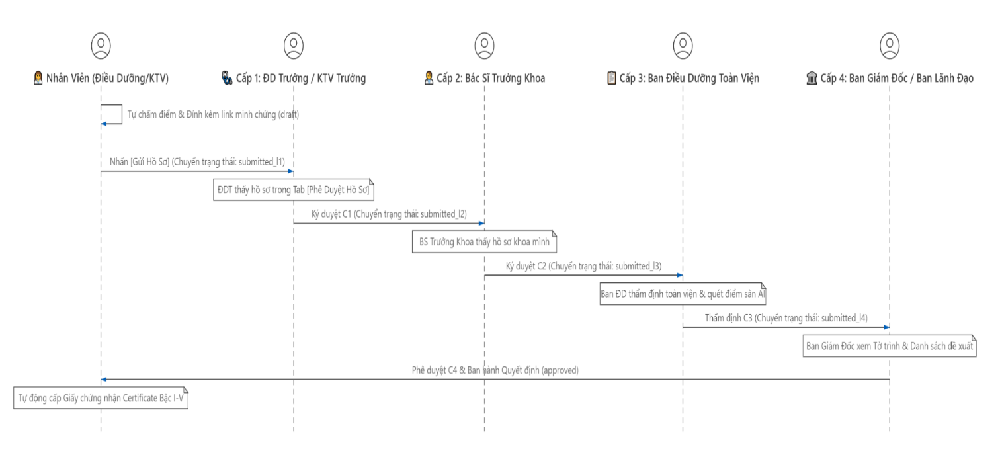 Nhân Viên (Điều Dưỡng/KTV)
Cấp 1: ĐD Trưởng / KTV Trưởng
Cấp 2: Bác Sĩ Trưởng Khoa
Cấp 3: Ban Điều Dưỡng Toàn Viện
Cấp 4: Ban Giám Đốc / Ban Lãnh Đạo
Tự chấm điểm & Đính kèm link minh chứng (draft)
Nhấn [Gửi Hồ Sơ] (Chuyển trạng thái: submitted_l1)
ĐDT thấy hồ sơ trong Tab [Phê Duyệt Hồ Sơ]
Ký duyệt C1 (Chuyển trạng thái: submitted_l2)
BS Trưởng Khoa thấy hồ sơ khoa mình
Ký duyệt C2 (Chuyển trạng thái: submitted_l3)
Ban ĐD thẩm định toàn viện & quét điểm sàn AI
Thẩm định C3 (Chuyển trạng thái: submitted_l4)
Ban Giám Đốc xem Tờ trình & Danh sách đề xuất
Phê duyệt C4 & Ban hành Quyết định (approved)
Tự động cấp Giấy chứng nhận Certificate Bậc I-V